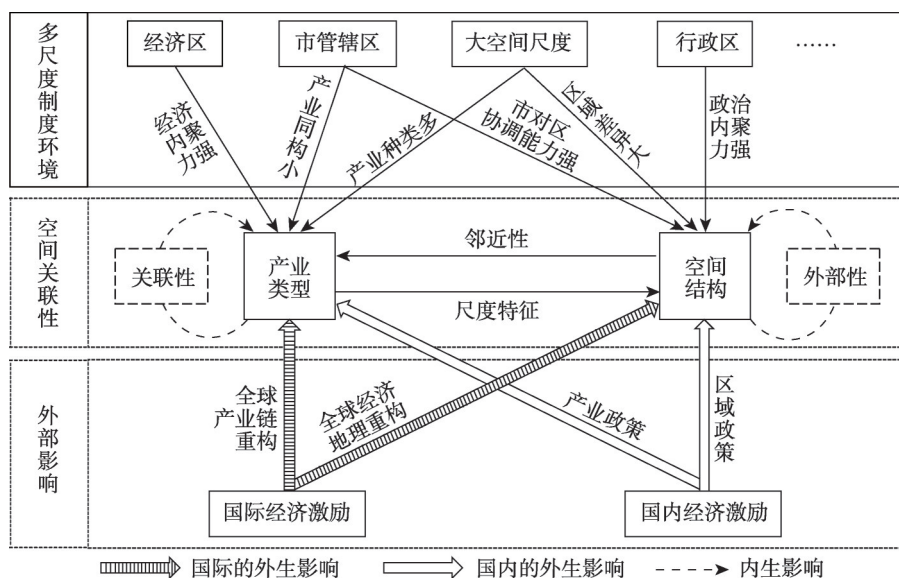 多尺度制度环境
经济区
市管辖区
大空间尺度
行政区
……
经济
内聚
力强
产业同构小
产业种类多
市对区
协调能力强
区域差异大
政治
内聚
力强
空间关联性
关联性
产业
类型
邻近性
尺度特征
空间
结构
外部性
外部影响
全球
产业链
重构
全球经济
地理重构
产业政策
区域政策
国际经济激励
国内经济激励
国际的外生影响
国内的外生影响
内生影响